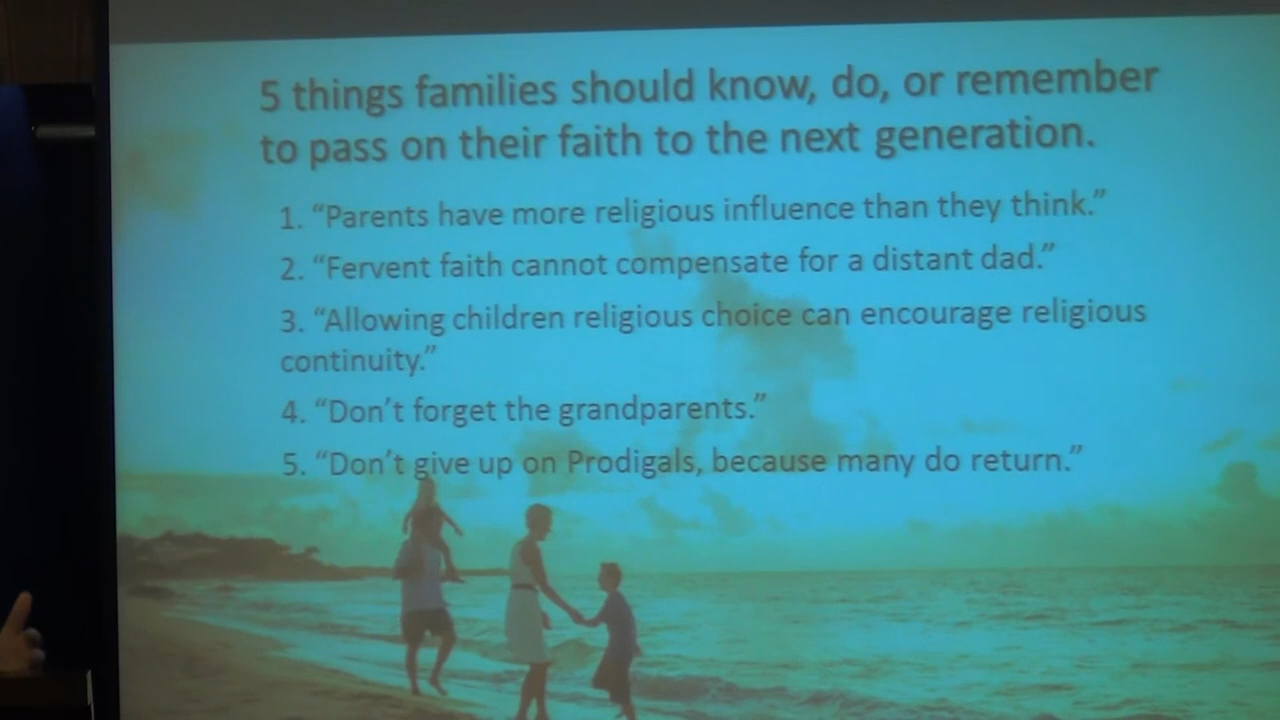 5 things families should know, do, or remember
to pass on their faith to the next generation.
1. “Parents have more religious influence than they think.”
2. “Fervent faith cannot compensate for a distant dad.”
3. “Allowing children religious choice can encourage religious
continuity.”
4. “Don’t forget the grandparents.”
5. “Don’t give up on Prodigals, because many do return.”